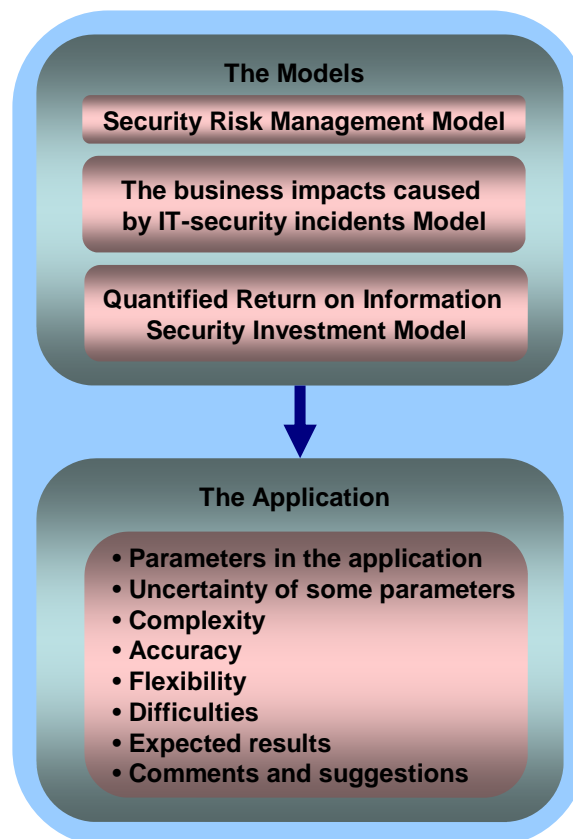 The Models
Security Risk Management Model
The business impacts caused
by IT-security incidents Model
Quantified Return on Information
Security Investment Model
The Application
• Parameters in the application
• Uncertainty of some parameters
• Complexity
• Accuracy
• Flexibility
• Difficulties
• Expected results
• Comments and suggestions